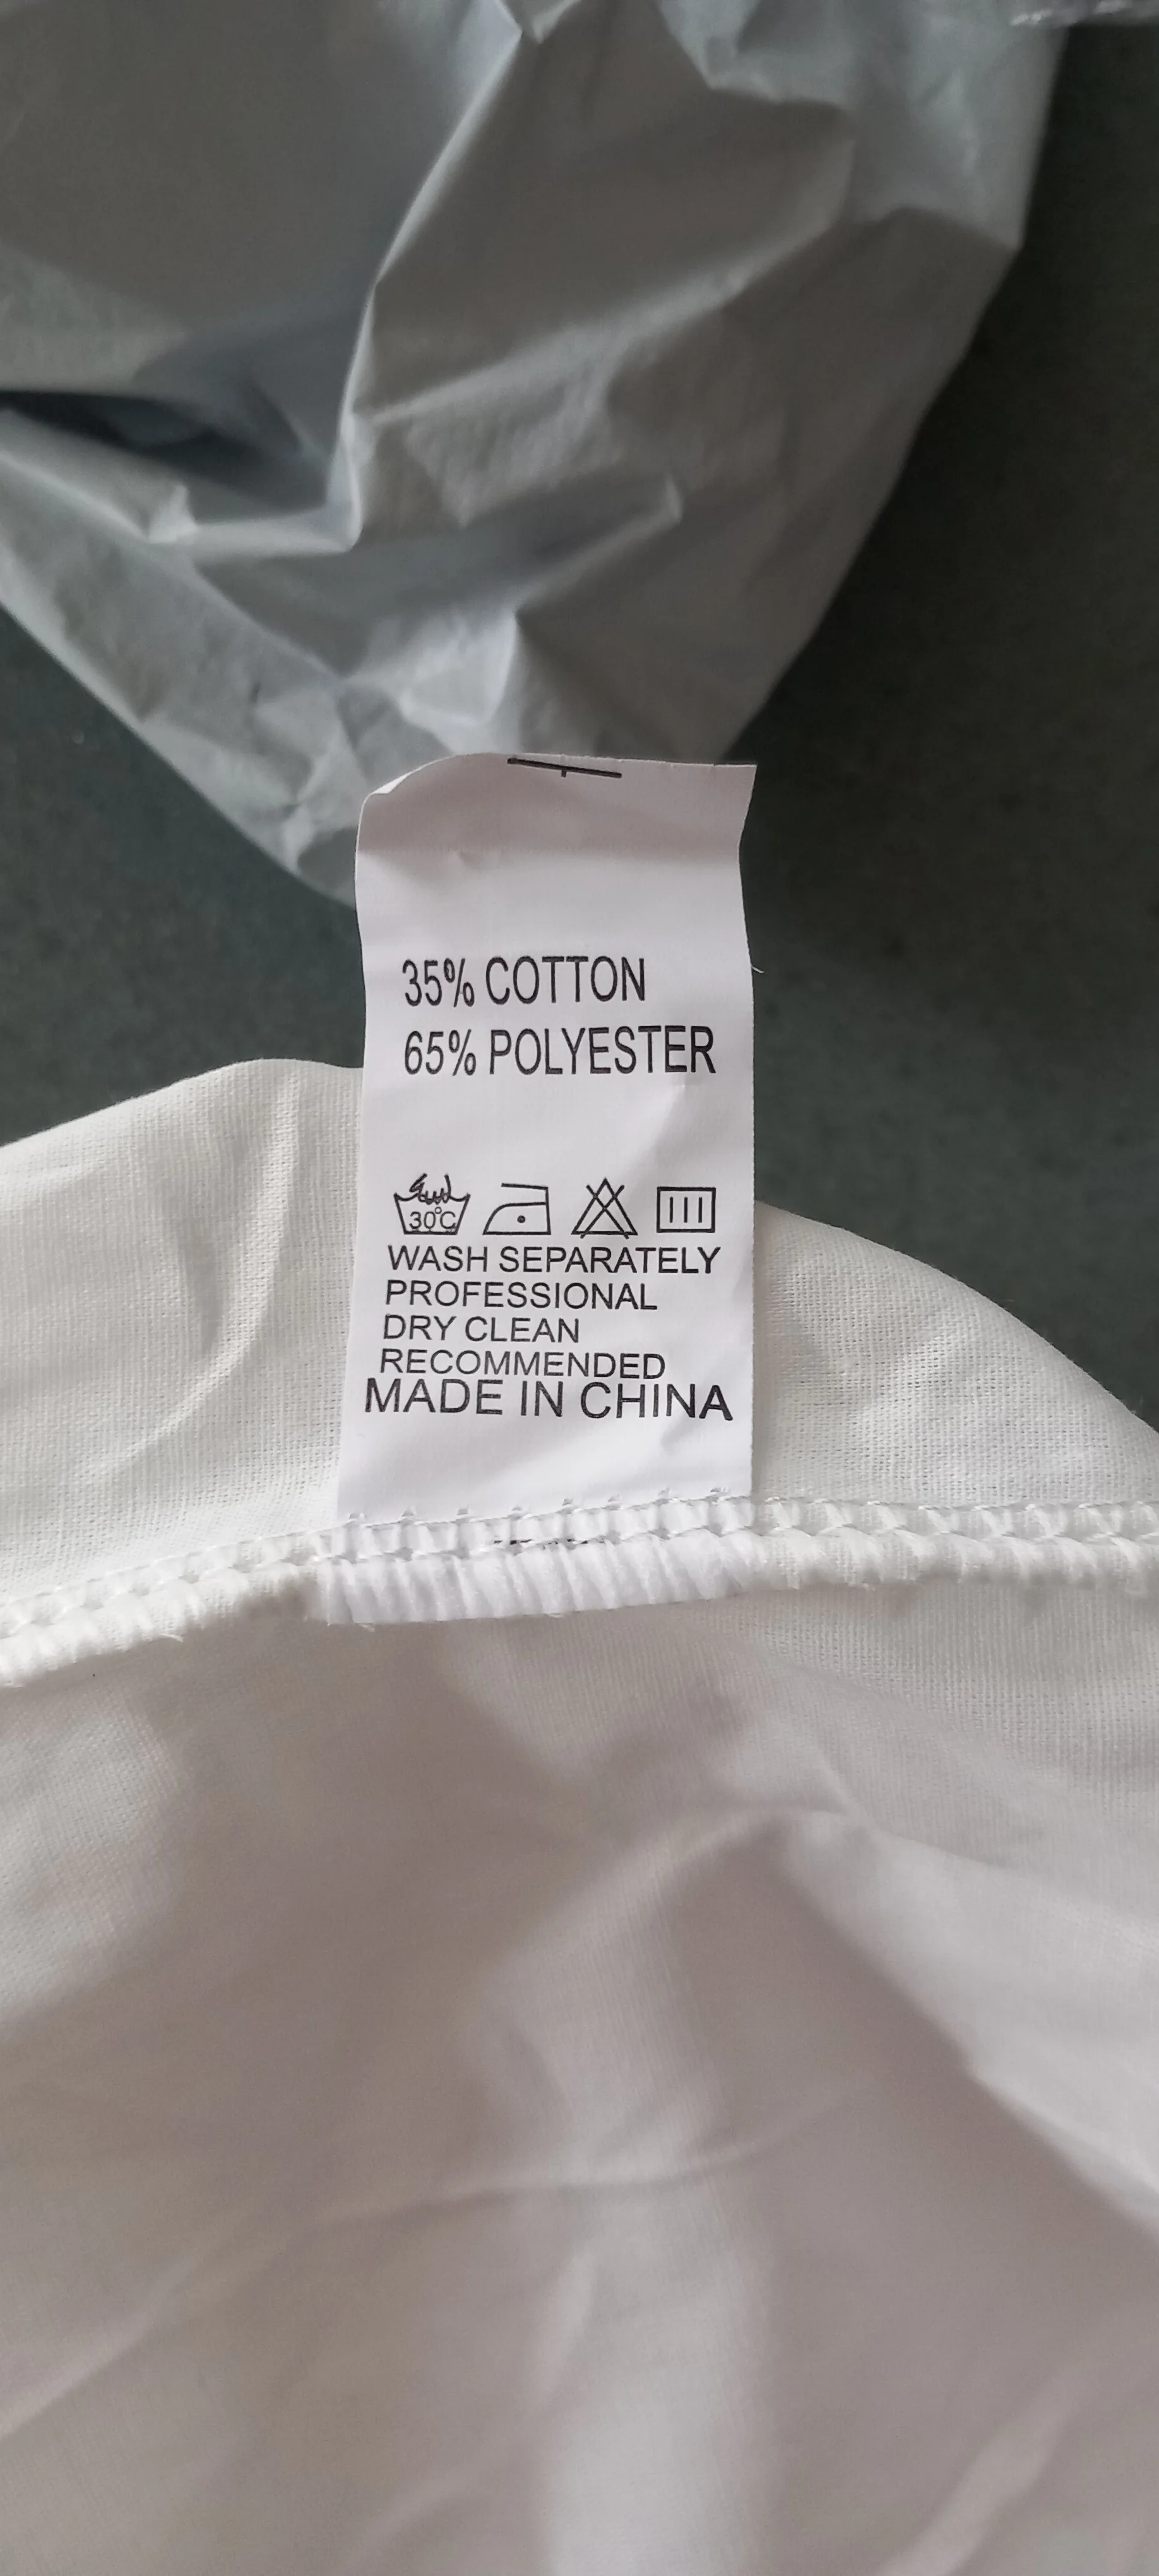 35% COTTON
65% POLYESTER
30°C
WASH SEPARATELY
PROFESSIONAL
DRY CLEAN
RECOMMENDED
MADE IN CHINA